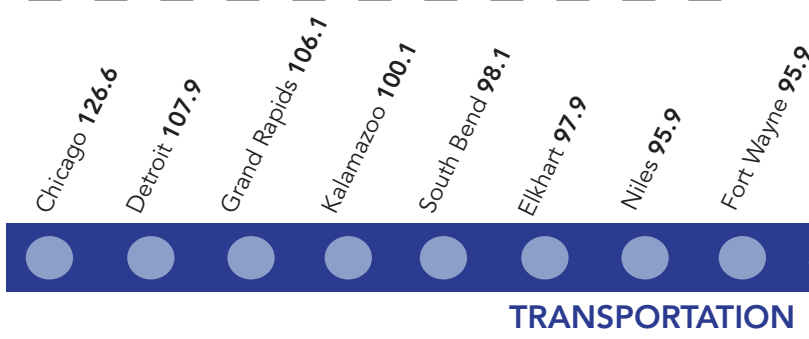 Chicago 126.6
Detroit 107.9
Grand Rapids 106.1
Kalamazoo 100.1
South Bend 98.1
Elkhart 97.9
Niles 95.9
Fort Wayne 95.9
TRANSPORTATION